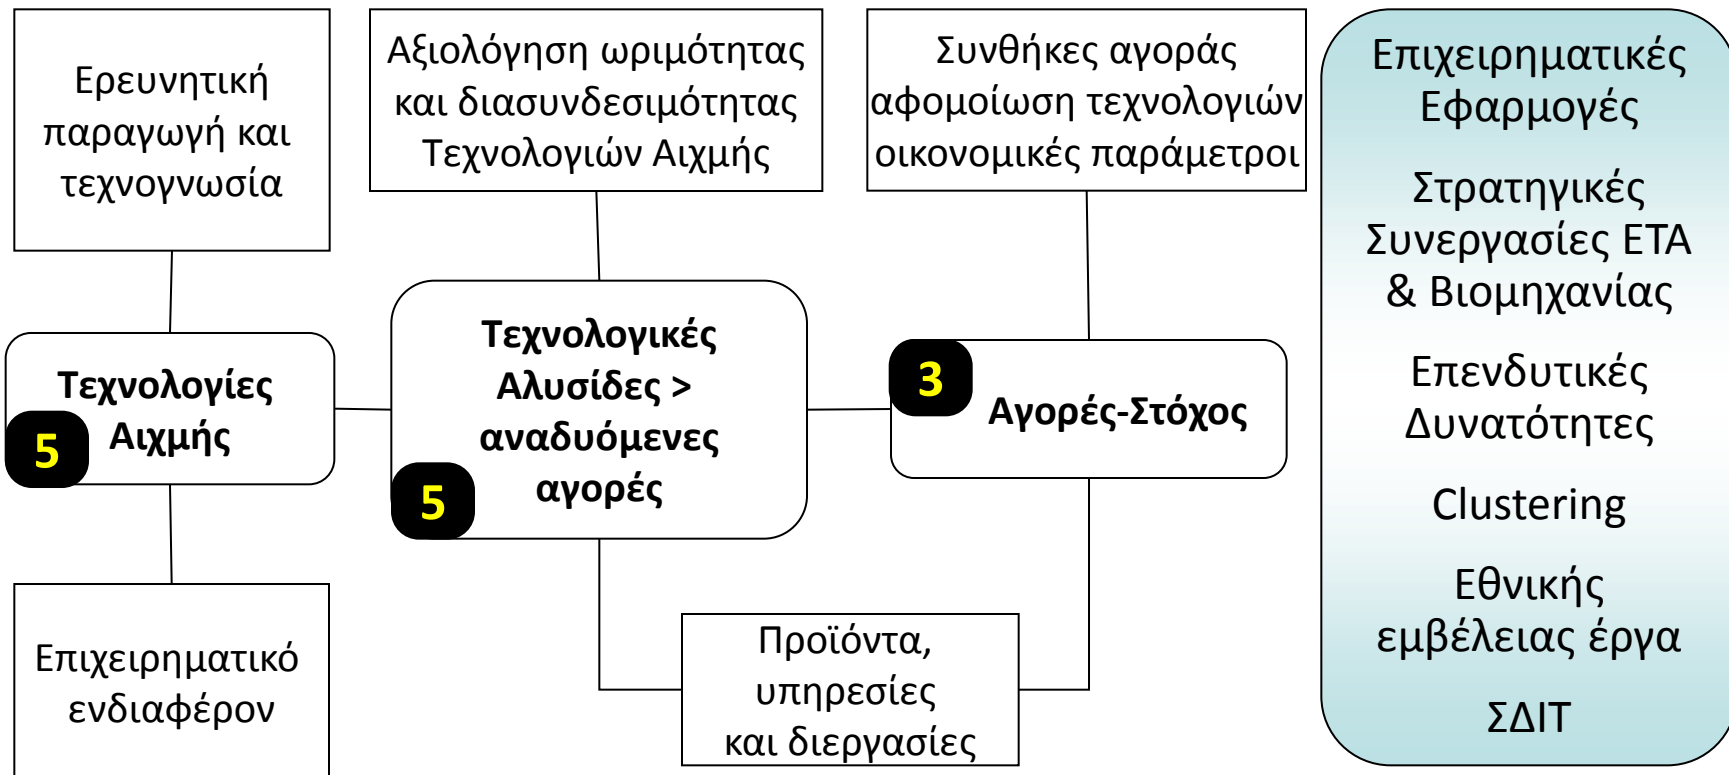 Ερευνητική
παραγωγή και
τεχνογνωσία
Αξιολόγηση ωριμότητας
και διασυνδεσιμότητας
Τεχνολογιών Αιχμής
Συνθήκες αγοράς
αφομοίωση τεχνολογιών
οικονομικές παράμετροι
Τεχνολογίες
Αιχμής
5
Τεχνολογικές
Αλυσίδες >
αναδυόμενες
αγορές
5
3
Αγορές-Στόχος
Επιχειρηματικό
ενδιαφέρον
Προϊόντα,
υπηρεσίες
και διεργασίες
Επιχειρηματικές
Εφαρμογές
Στρατηγικές
Συνεργασίες ΕΤΑ
& Βιομηχανίας
Επενδυτικές
Δυνατότητες
Clustering
Εθνικής
εμβέλειας έργα
ΣΔΙΤ